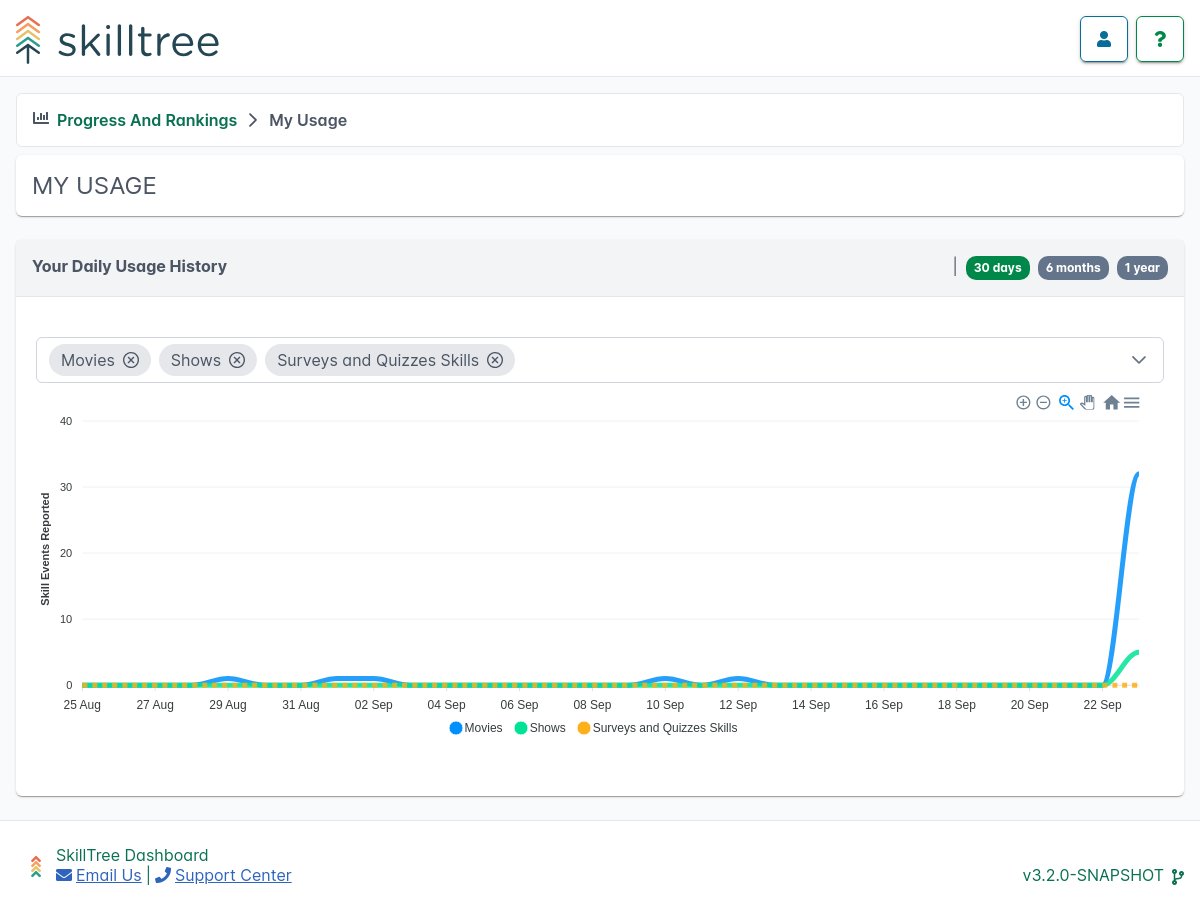 skilltree
?
Progress And Rankings > My Usage
MY USAGE
Your Daily Usage History | 30 days 6 months 1 year
Movies Shows Surveys and Quizzes Skills
40
30
20
10
0
Skill Events Reported
25 Aug 27 Aug 29 Aug 31 Aug 02 Sep 04 Sep 06 Sep 08 Sep 10 Sep 12 Sep 14 Sep 16 Sep 18 Sep 20 Sep 22 Sep
Movies Shows Surveys and Quizzes Skills
SkillTree Dashboard
Email Us | Support Center
v3.2.0-SNAPSHOT